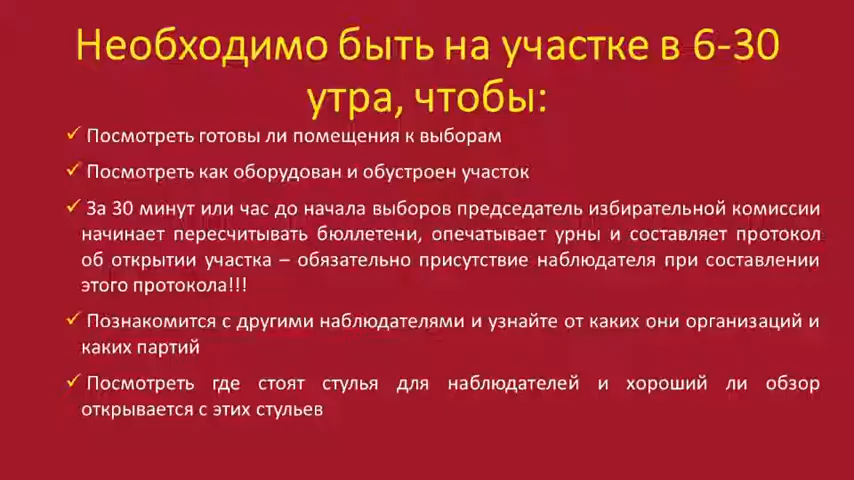 Необходимо быть на участке в 6-30
утра, чтобы:
✓ Посмотреть готовы ли помещения к выборам
✓ Посмотреть как оборудован и обустроен участок
✓ За 30 минут или час до начала выборов председатель избирательной комиссии
начинает пересчитывать бюллетени, опечатывает урны и составляет протокол
об открытии участка – обязательно присутствие наблюдателя при составлении
этого протокола!!!
✓ Познакомится с другими наблюдателями и узнайте от каких они организаций и
каких партий
✓ Посмотреть где стоят стулья для наблюдателей и хороший ли обзор
открывается с этих стульев